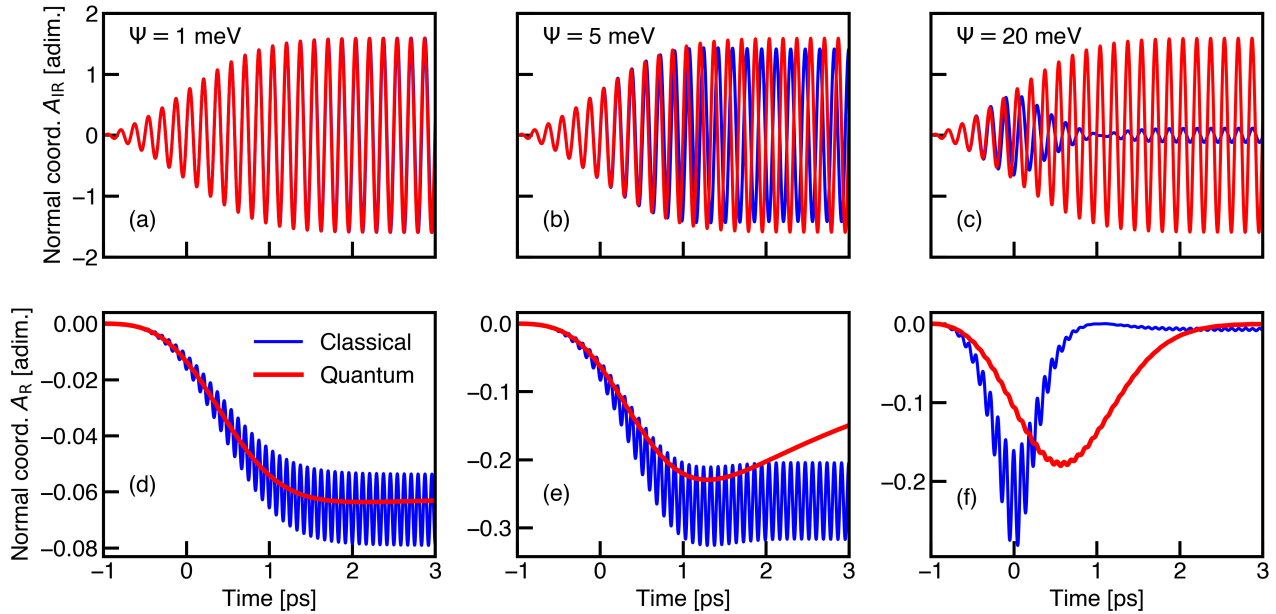 Normal coord. A_IR [adim.]
2
1
0
−1
−2
Ψ = 1 meV
(a)
Ψ = 5 meV
(b)
Ψ = 20 meV
(c)
Normal coord. A_R [adim.]
0.00
−0.02
−0.04
−0.06
−0.08
Classical
Quantum
(d)
−1 0 1 2 3
Time [ps]
0.0
−0.1
−0.2
−0.3
(e)
−1 0 1 2 3
Time [ps]
0.0
−0.1
−0.2
(f)
−1 0 1 2 3
Time [ps]